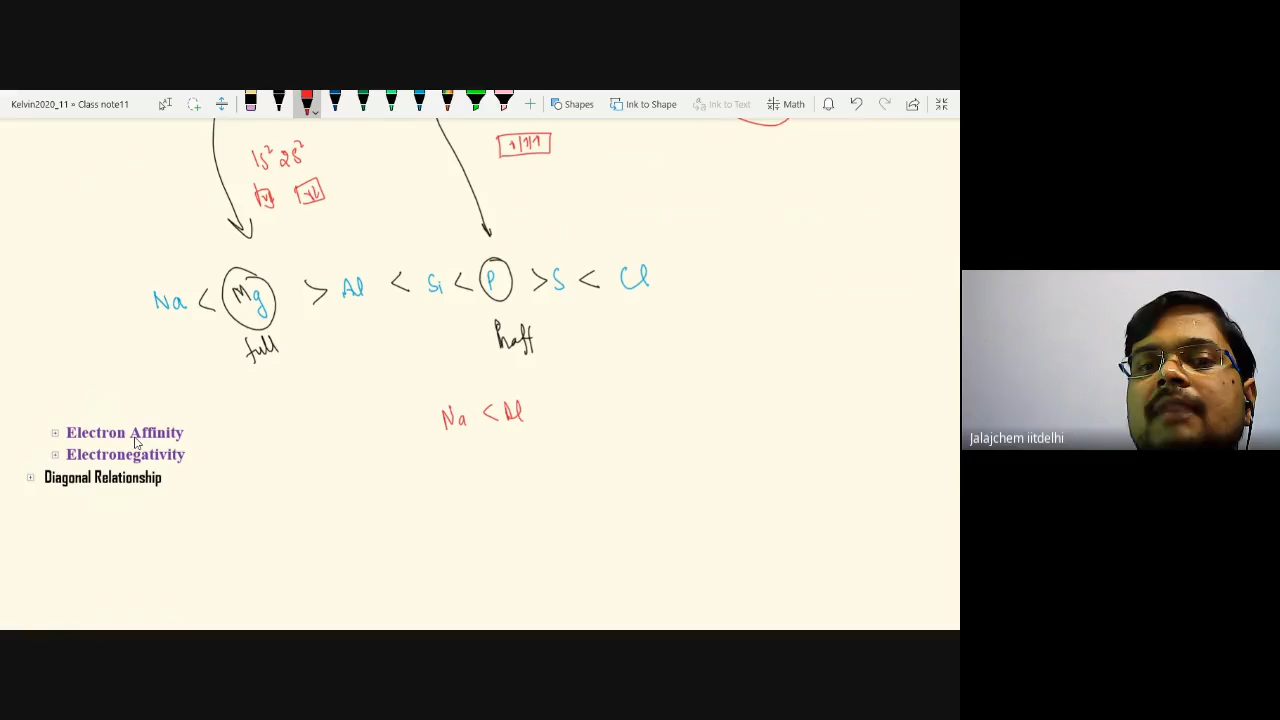 Kelvin2020_11 » Class note11
Shapes
Ink to Shape
Ink to Text
Math
1s² 2s²
Na < Mg > Al < Si < P > S < Cl
full
half
Na < Al
Electron Affinity
Electronegativity
Diagonal Relationship
Jalajchem iitdelhi